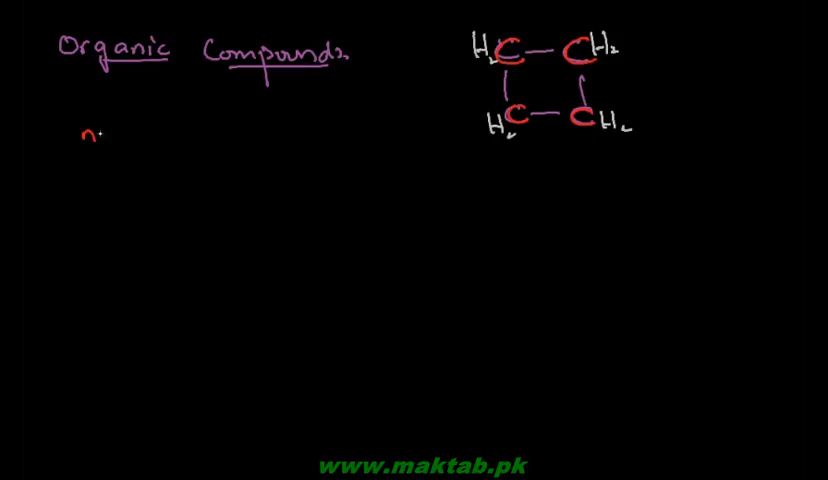 Organic Compounds
H₂C — CH₂
H₂C — CH₂
n
www.maktab.pk